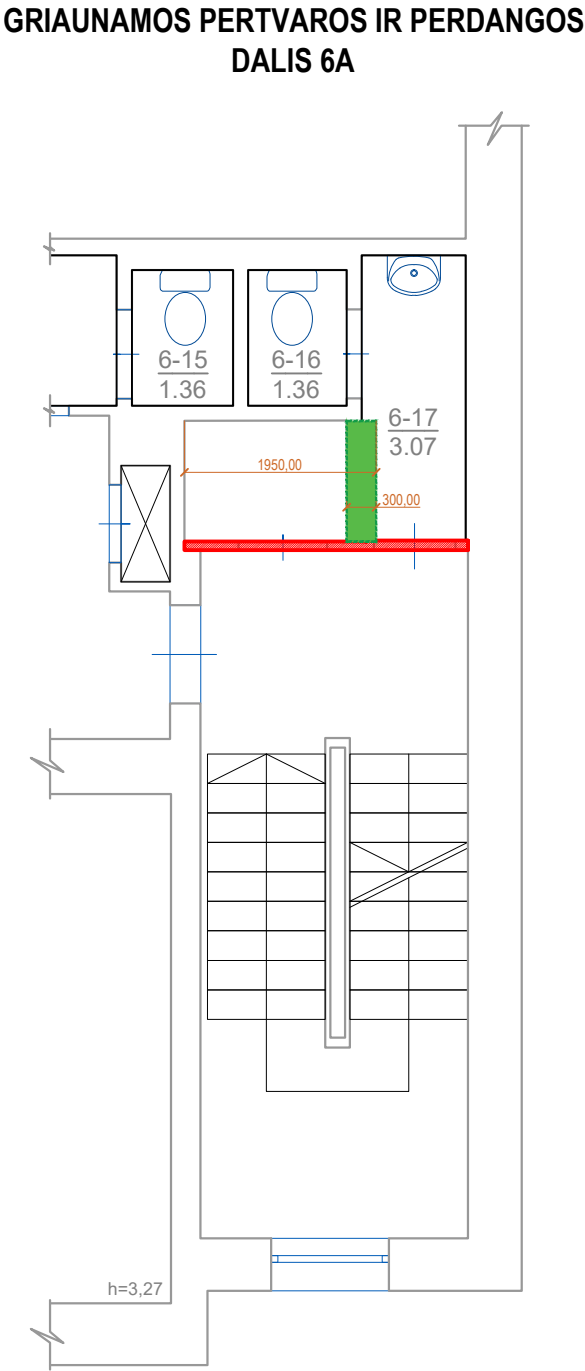 GRIAUNAMOS PERTVAROS IR PERDANGOS
DALIS 6A
6-15
1.36
6-16
1.36
6-17
3.07
1950,00
300,00
h=3,27